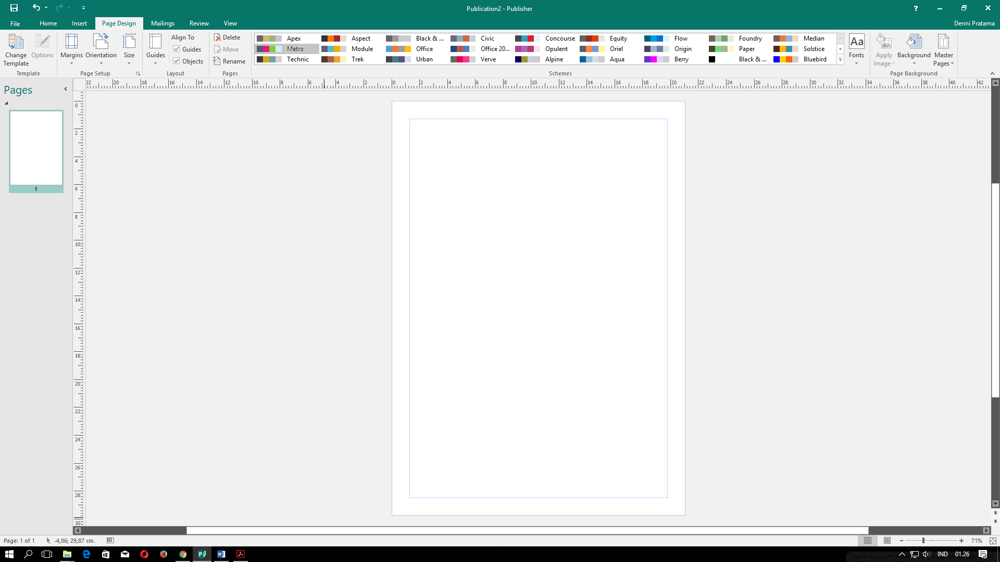 Publication2 - Publisher
?
File Home Insert Page Design Mailings Review View Denni Pratama
Change Template
Options
Template
Margins Orientation Size
Page Setup
Guides
Align To
Guides
Objects
Layout
Delete
Move
Rename
Pages
Apex Aspect Black & ... Civic Concourse Equity Flow Foundry Median
Metro Module Office Office 20... Opulent Oriel Origin Paper Solstice
Technic Trek Urban Verve Alpine Aqua Berry Black & ... Bluebird
Schemes
Aa
Fonts
Apply Image
Background
Master Pages
Page Background
Pages
1
22 20 18 16 14 12 10 8 6 4 2 0 2 4 6 8 10 12 14 16 18 20 22 24 26 28 30 32 34 36 38 40 42
0
2
4
6
8
10
12
14
16
18
20
22
24
26
28
30
Page: 1 of 1 -4,86; 29,87 cm. 71%
IND 01.26